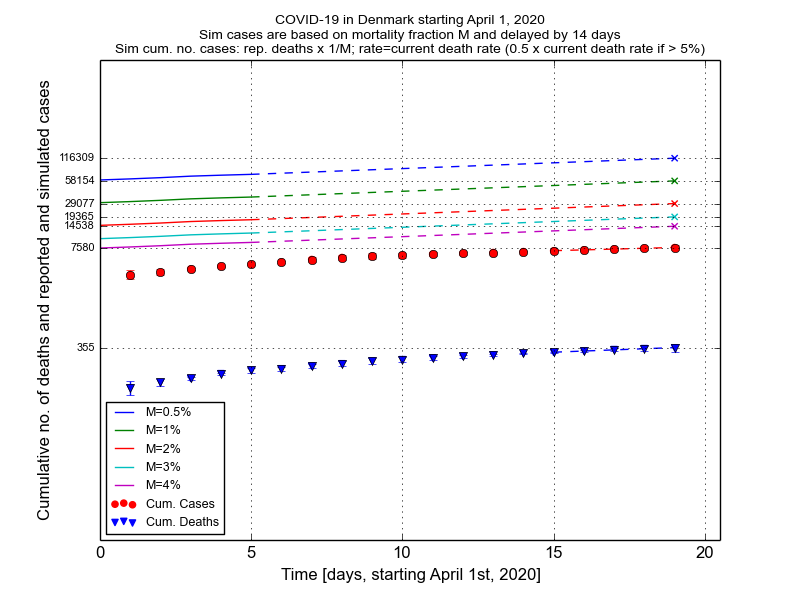 COVID-19 in Denmark starting April 1, 2020
Sim cases are based on mortality fraction M and delayed by 14 days
Sim cum. no. cases: rep. deaths x 1/M; rate=current death rate (0.5 x current death rate if > 5%)
Cumulative no. of deaths and reported and simulated cases
116309
58154
29077
19365
14538
7580
355
M=0.5%
M=1%
M=2%
M=3%
M=4%
Cum. Cases
Cum. Deaths
0 5 10 15 20
Time [days, starting April 1st, 2020]